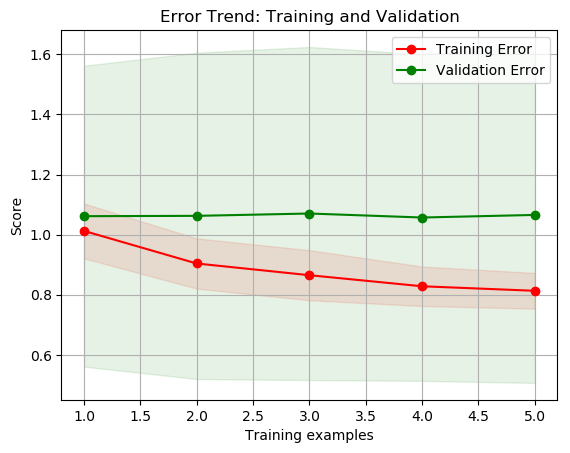 Error Trend: Training and Validation
Training Error
Validation Error
Score
1.6
1.4
1.2
1.0
0.8
0.6
1.0 1.5 2.0 2.5 3.0 3.5 4.0 4.5 5.0
Training examples